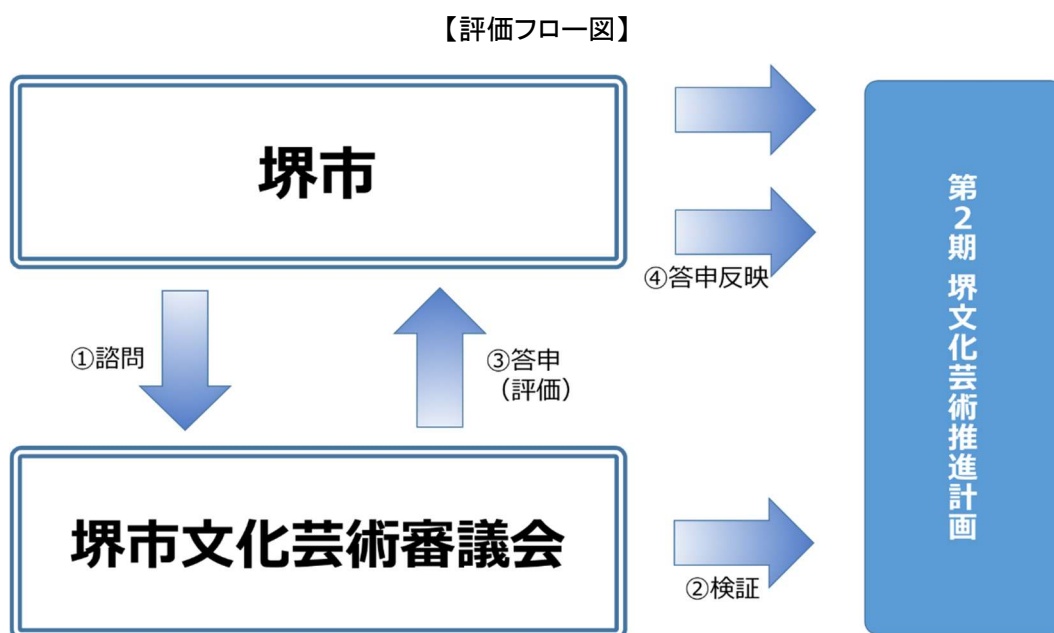 【評価フロー図】
堺市
④答申反映
①諮問
③答申
（評価）
堺市文化芸術審議会
②検証
第２期 堺文化芸術推進計画